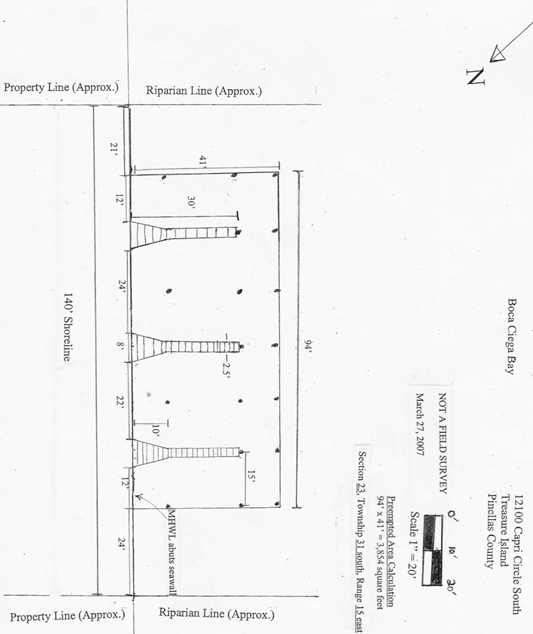 Property Line (Approx.)
Riparian Line (Approx.)
N
21'
41'
12'
30'
24'
94'
140' Shoreline
8'
2.5'
22'
10'
12'
15'
24'
MHWL abuts seawall
Property Line (Approx.)
Riparian Line (Approx.)
Boca Ciega Bay
NOT A FIELD SURVEY
March 27, 2007
0' 10' 20'
Scale 1" = 20'
12100 Capri Circle South
Treasure Island
Pinellas County
Preempted Area Calculation
94' x 41' = 3,854 square feet
Section 23, Township 31 south, Range 15 east